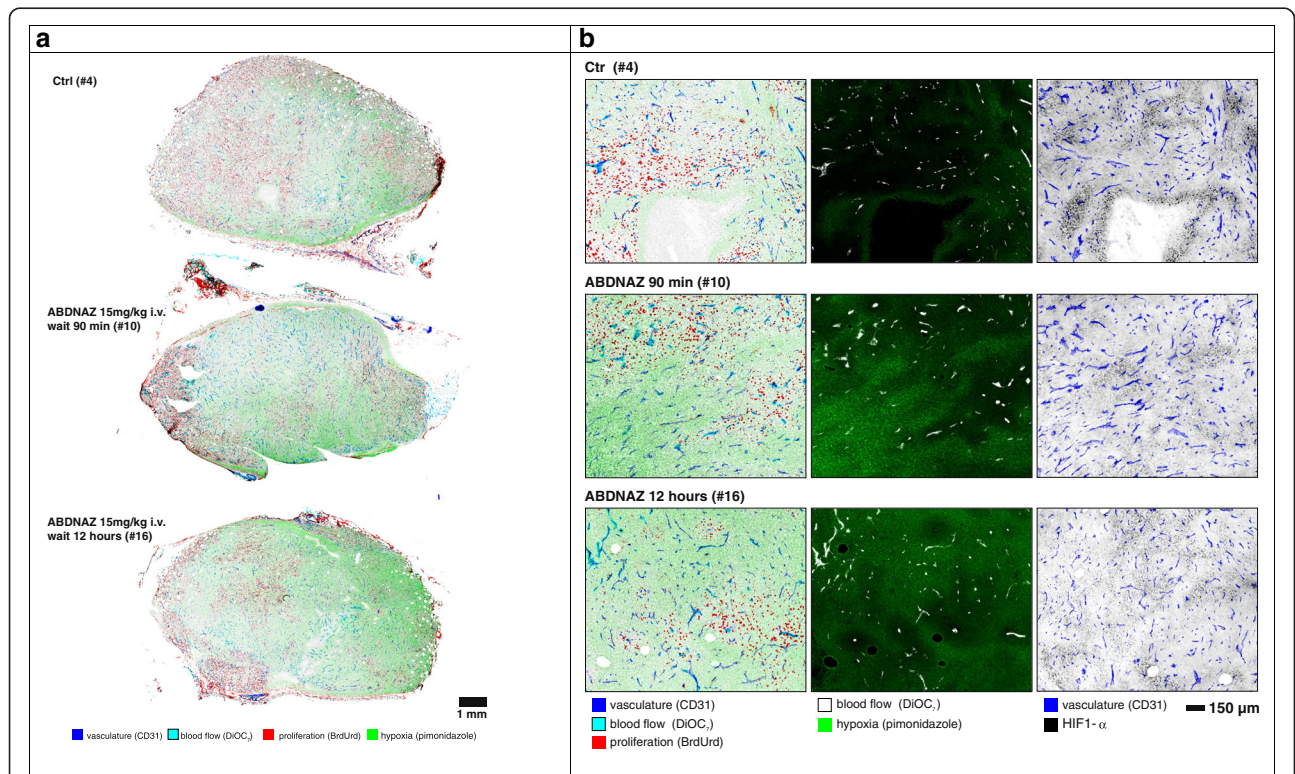 a
Ctrl (#4)
ABDNAZ 15mg/kg i.v.
wait 90 min (#10)
ABDNAZ 15mg/kg i.v.
wait 12 hours (#16)
1 mm
vasculature (CD31) blood flow (DiOC7) proliferation (BrdUrd) hypoxia (pimonidazole)
b
Ctr (#4)
ABDNAZ 90 min (#10)
ABDNAZ 12 hours (#16)
vasculature (CD31)
blood flow (DiOC7)
proliferation (BrdUrd)
blood flow (DiOC7)
hypoxia (pimonidazole)
vasculature (CD31)
HIF1- α
150 µm